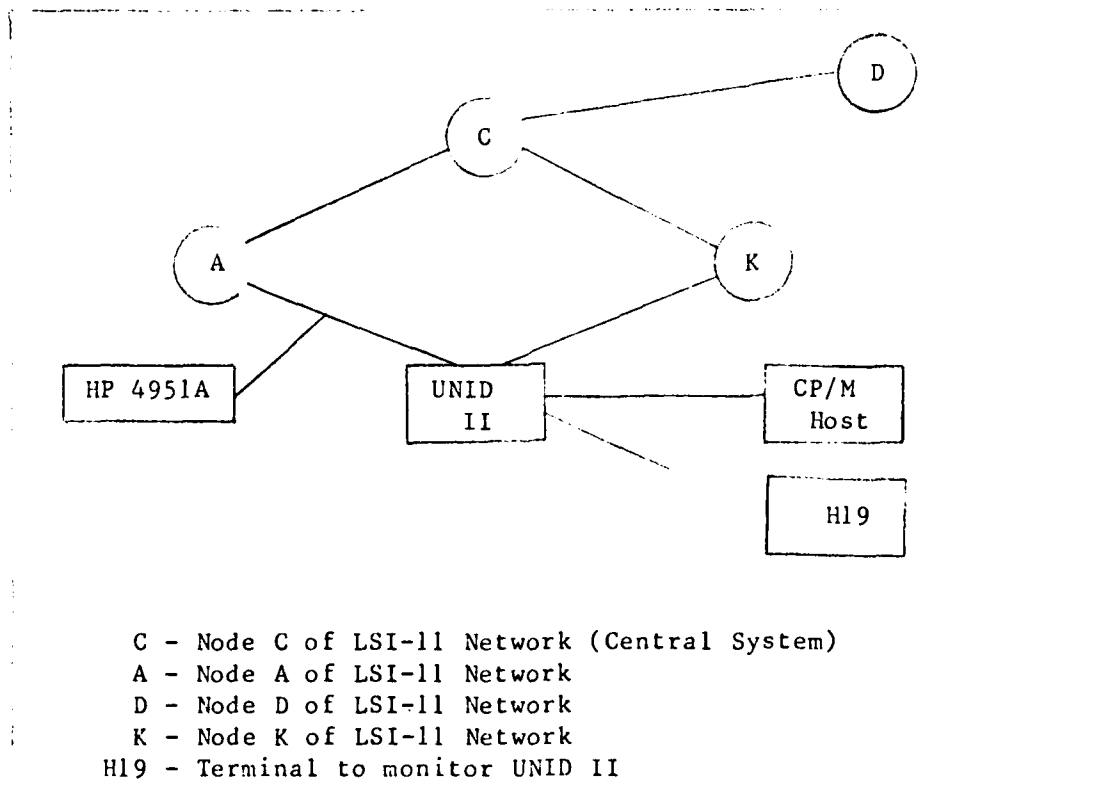 D
C
A
K
HP 4951A
UNID
II
CP/M
Host
H19
C - Node C of LSI-11 Network (Central System)
A - Node A of LSI-11 Network
D - Node D of LSI-11 Network
K - Node K of LSI-11 Network
H19 - Terminal to monitor UNID II